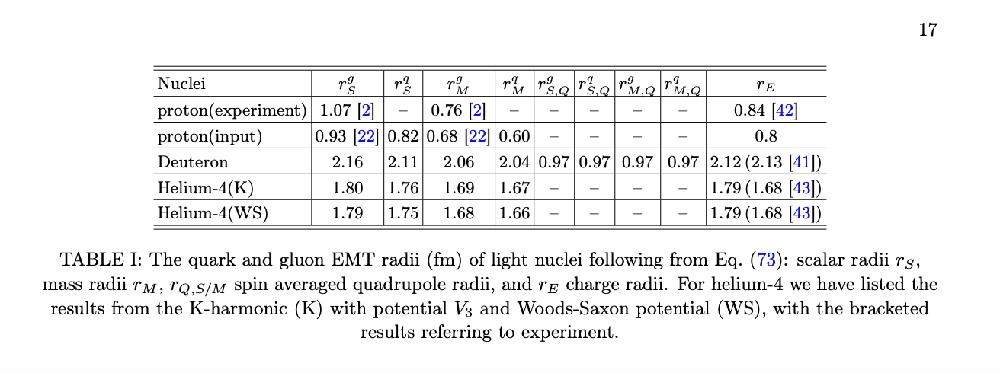 17
Nuclei r_S^g r_S^q r_M^g r_M^q r_{S,Q}^g r_{S,Q}^q r_{M,Q}^g r_{M,Q}^q r_E
proton(experiment) 1.07 [2] – 0.76 [2] – – – – – 0.84 [42]
proton(input) 0.93 [22] 0.82 0.68 [22] 0.60 – – – – 0.8
Deuteron 2.16 2.11 2.06 2.04 0.97 0.97 0.97 0.97 2.12 (2.13 [41])
Helium-4(K) 1.80 1.76 1.69 1.67 – – – – 1.79 (1.68 [43])
Helium-4(WS) 1.79 1.75 1.68 1.66 – – – – 1.79 (1.68 [43])
TABLE I: The quark and gluon EMT radii (fm) of light nuclei following from Eq. (73): scalar radii r_S,
mass radii r_M, r_{Q,S/M} spin averaged quadrupole radii, and r_E charge radii. For helium-4 we have listed the
results from the K-harmonic (K) with potential V_3 and Woods-Saxon potential (WS), with the bracketed
results referring to experiment.